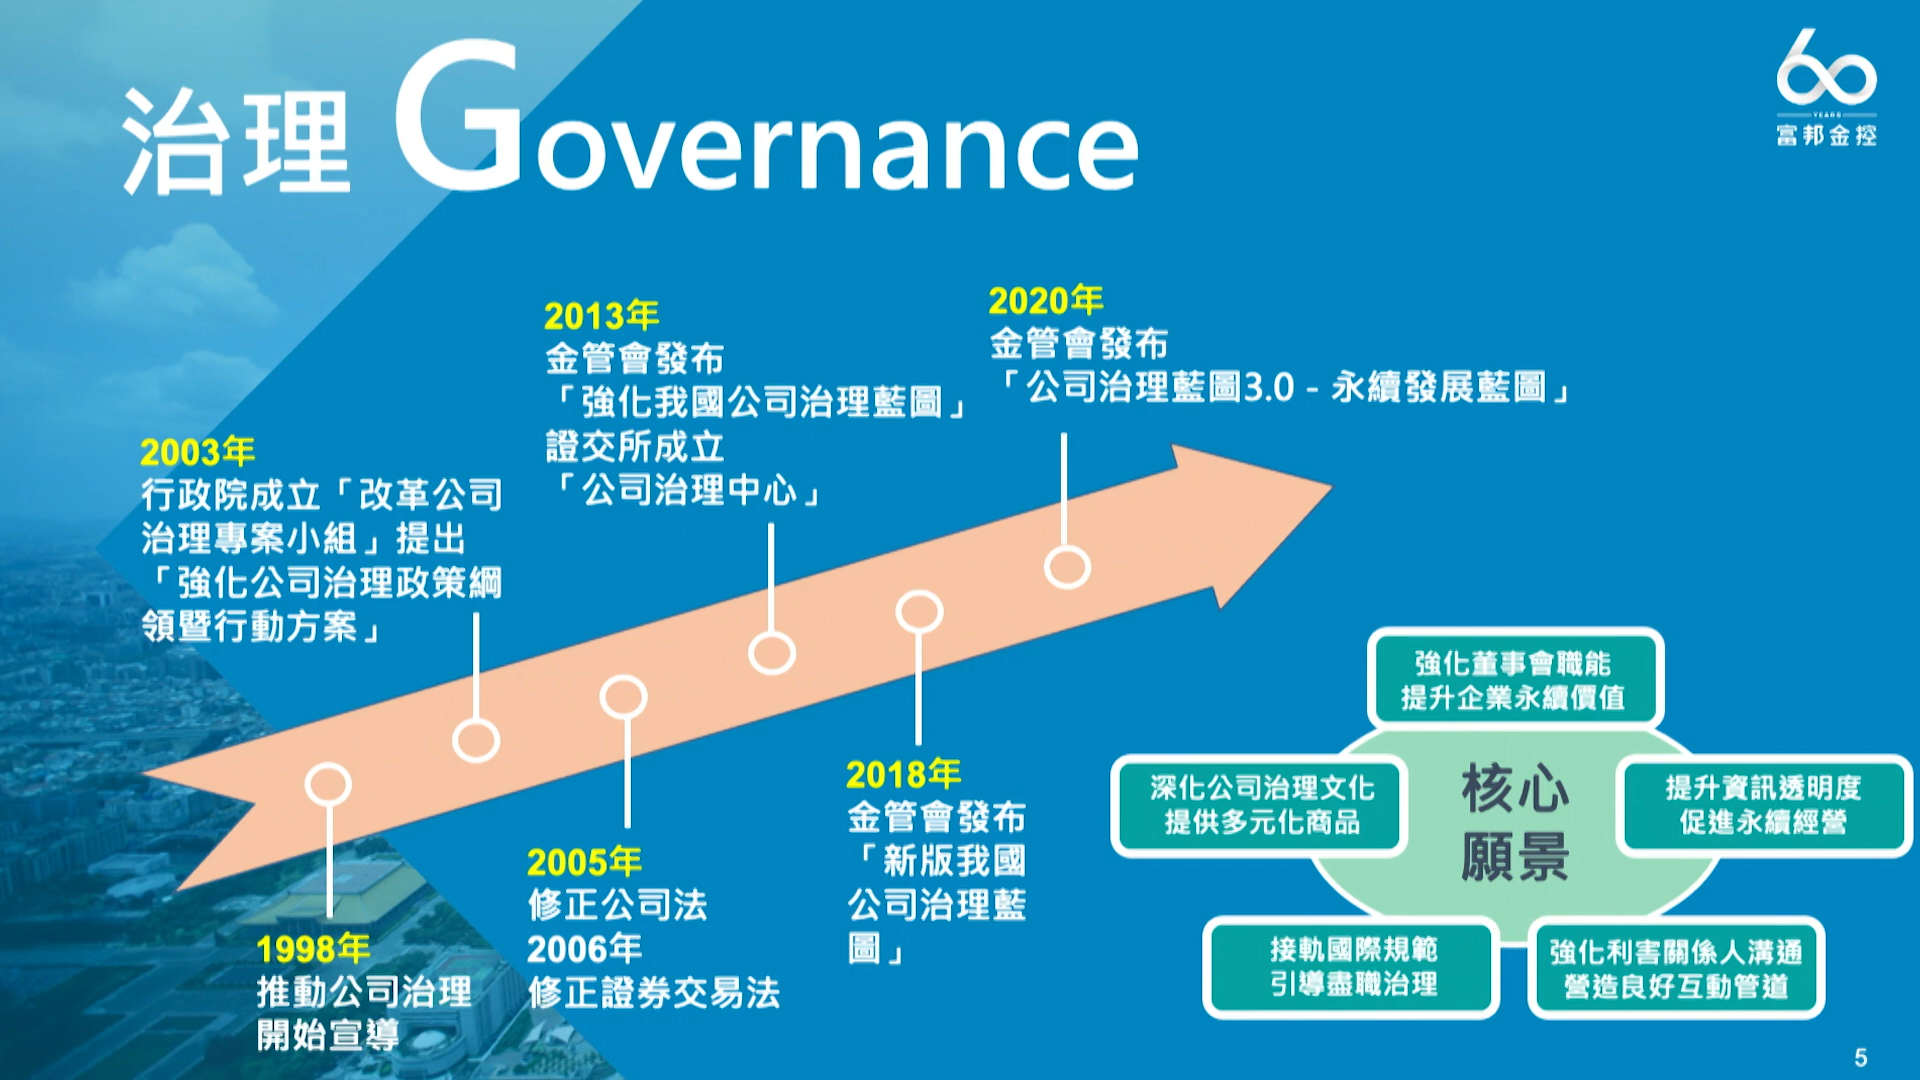 治理 Governance
60
YEARS
富邦金控
2003年
行政院成立「改革公司
治理專案小組」提出
「強化公司治理政策綱
領暨行動方案」
2013年
金管會發布
「強化我國公司治理藍圖」
證交所成立
「公司治理中心」
2020年
金管會發布
「公司治理藍圖3.0 - 永續發展藍圖」
1998年
推動公司治理
開始宣導
2005年
修正公司法
2006年
修正證券交易法
2018年
金管會發布
「新版我國
公司治理藍
圖」
強化董事會職能
提升企業永續價值
深化公司治理文化
提供多元化商品
核心
願景
提升資訊透明度
促進永續經營
接軌國際規範
引導盡職治理
強化利害關係人溝通
營造良好互動管道
5